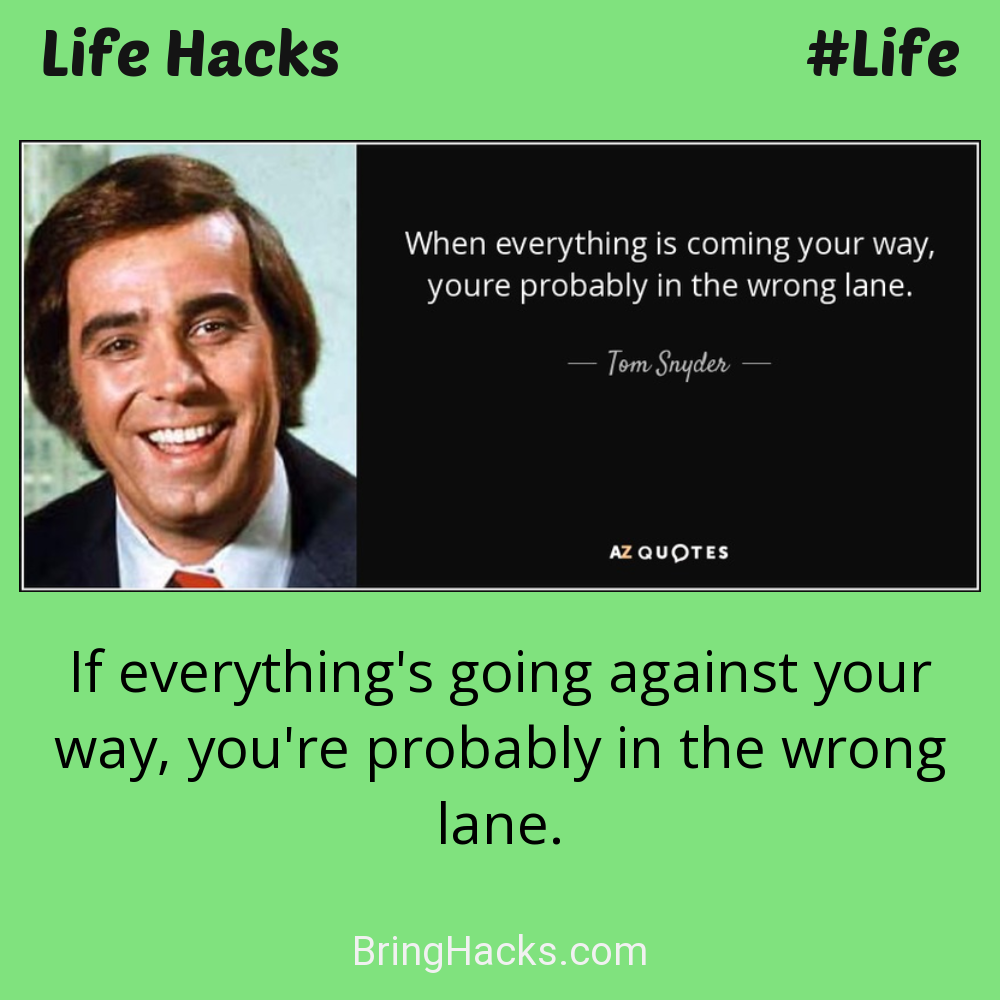 Life Hacks
#Life
When everything is coming your way,
youre probably in the wrong lane.
Tom Snyder
AZ QUOTES
If everything's going against your
way, you're probably in the wrong
lane.
BringHacks.com